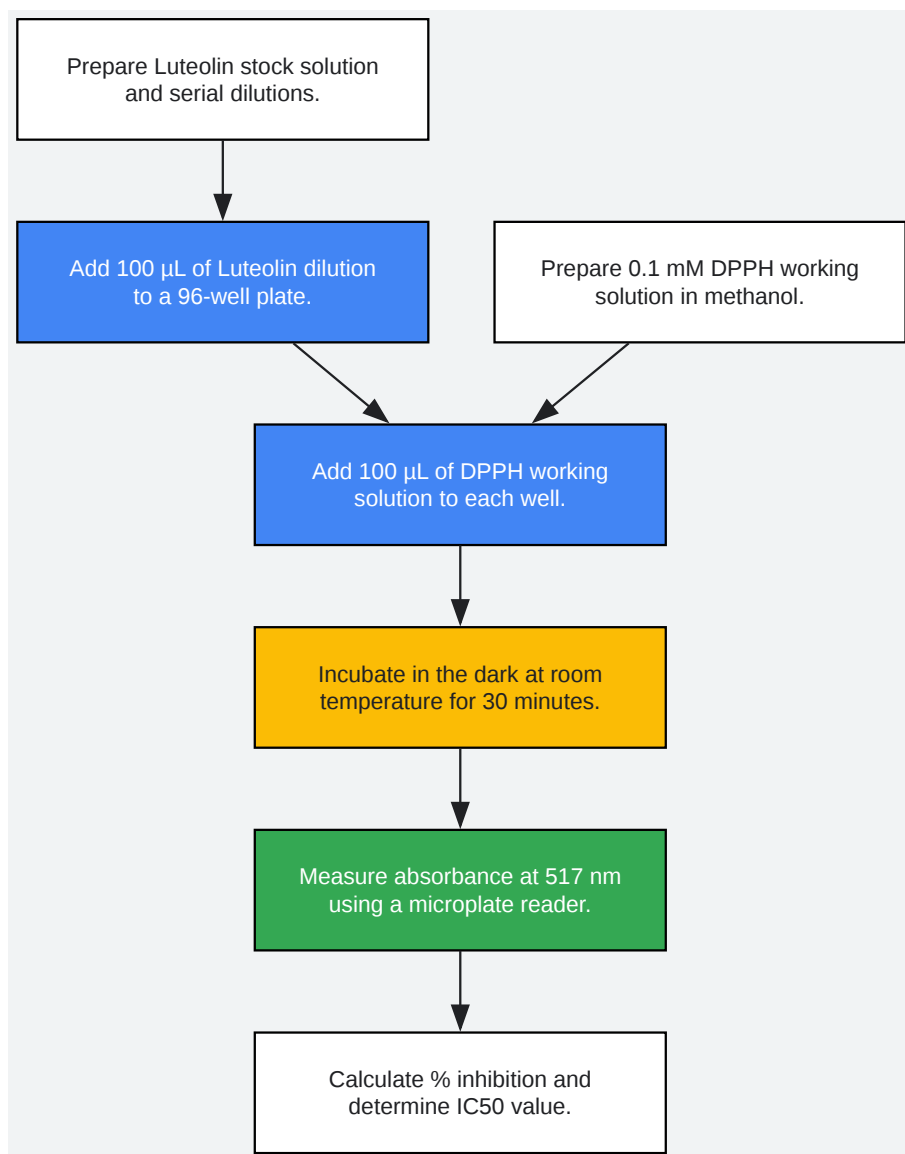 Prepare Luteolin stock solution
and serial dilutions.
Add 100 µL of Luteolin dilution
to a 96-well plate.
Prepare 0.1 mM DPPH working
solution in methanol.
Add 100 µL of DPPH working
solution to each well.
Incubate in the dark at room
temperature for 30 minutes.
Measure absorbance at 517 nm
using a microplate reader.
Calculate % inhibition and
determine IC50 value.